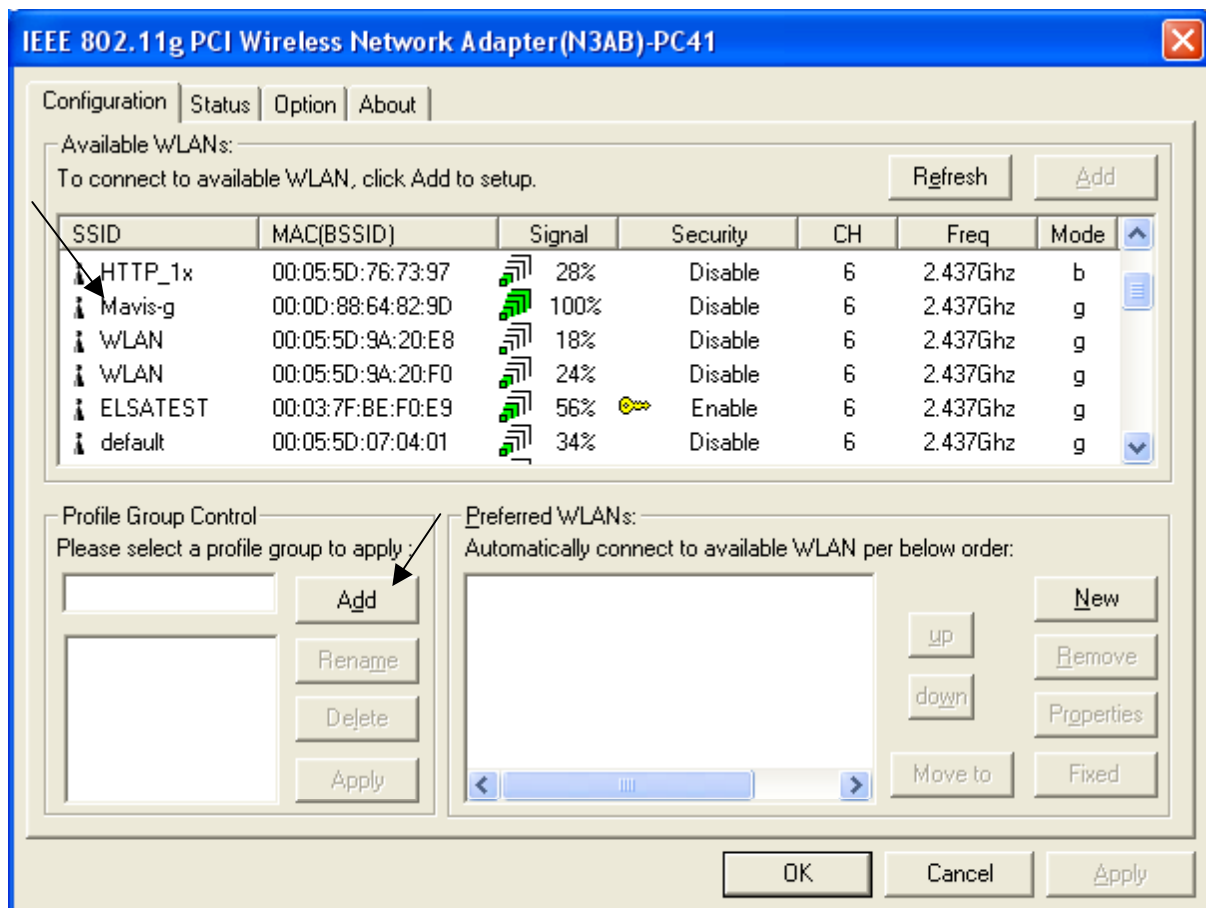 IEEE 802.11g PCI Wireless Network Adapter(N3AB)-PC41
Configuration Status Option About
Available WLANs:
To connect to available WLAN, click Add to setup.
Refresh Add
SSID MAC(BSSID) Signal Security CH Freq Mode
HTTP_1x 00:05:5D:76:73:97 28% Disable 6 2.437Ghz b
Mavis-g 00:0D:88:64:82:9D 100% Disable 6 2.437Ghz g
WLAN 00:05:5D:9A:20:E8 18% Disable 6 2.437Ghz g
WLAN 00:05:5D:9A:20:F0 24% Disable 6 2.437Ghz g
ELSATEST 00:03:7F:BE:F0:E9 56% Enable 6 2.437Ghz g
default 00:05:5D:07:04:01 34% Disable 6 2.437Ghz g
Profile Group Control
Please select a profile group to apply :
Add
Rename
Delete
Apply
Preferred WLANs:
Automatically connect to available WLAN per below order:
up
down
Move to
New
Remove
Properties
Fixed
OK Cancel Apply